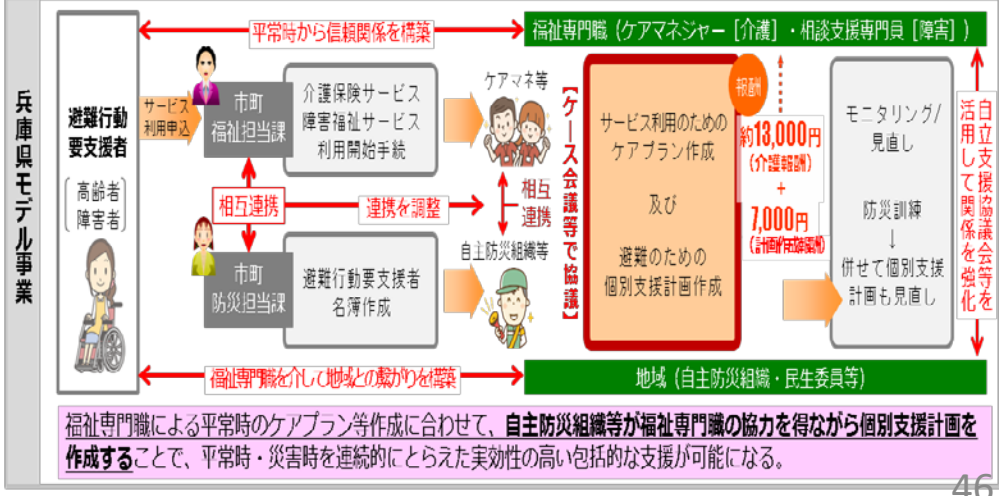 兵庫県モデル事業
避難行動
要支援者
高齢者
障害者
平常時から信頼関係を構築
福祉専門職（ケアマネジャー［介護］・相談支援専門員［障害］）
サービス
利用申込
市町
福祉担当課
介護保険サービス
障害福祉サービス
利用開始手続
ケアマネ等
相互連携
連携を調整
相互
連携
市町
防災担当課
避難行動要支援者
名簿作成
自主防災組織等
【ケース会議等で協議】
サービス利用のための
ケアプラン作成
及び
避難のための
個別支援計画作成
報酬
約13,000円
（介護報酬）
+
7,000円
モニタリング/
見直し
防災訓練
↓
併せて個別支援
計画も見直し
自立支援協議会等を
活用して関係を強化
福祉専門職を介して地域との繋がりを構築
地域（自主防災組織・民生委員等）
福祉専門職による平常時のケアプラン等作成に合わせて、自主防災組織等が福祉専門職の協力を得ながら個別支援計画を
作成することで、平常時・災害時を連続的にとらえた実効性の高い包括的な支援が可能になる。
46